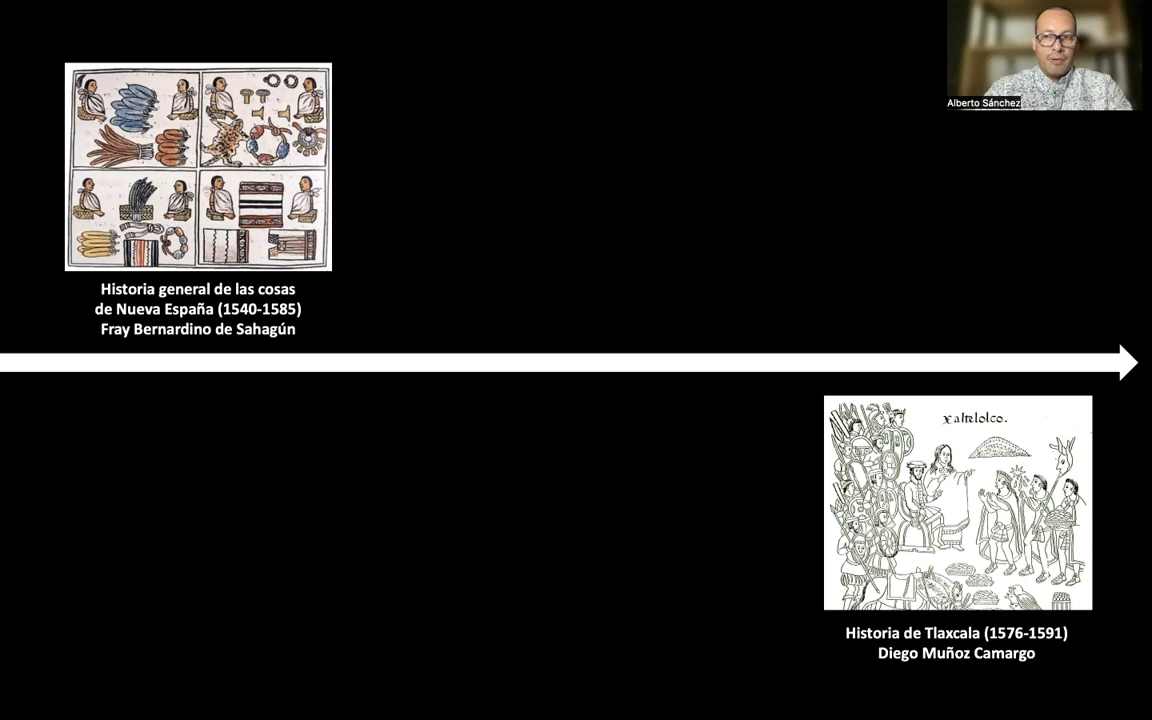 Alberto Sánchez
Historia general de las cosas
de Nueva España (1540-1585)
Fray Bernardino de Sahagún
xaltelolco.
Historia de Tlaxcala (1576-1591)
Diego Muñoz Camargo